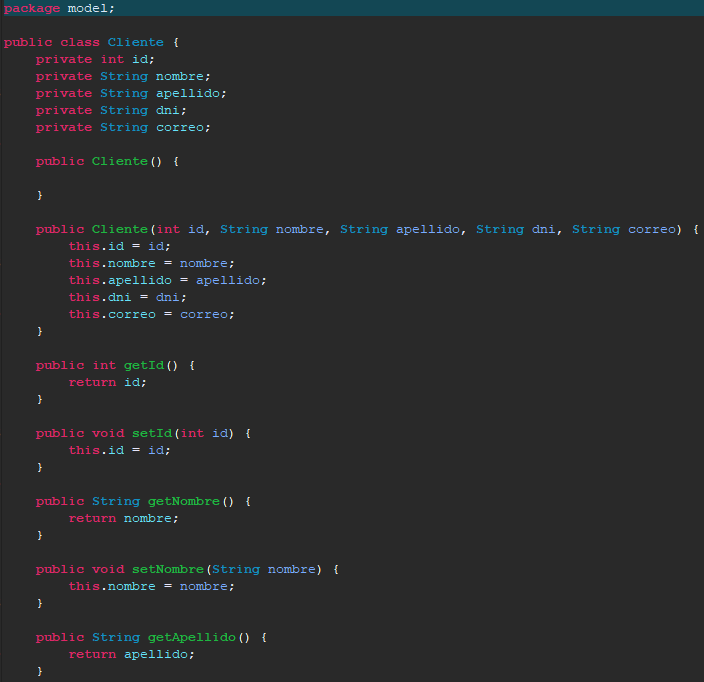 package model;
public class Cliente {
    private int id;
    private String nombre;
    private String apellido;
    private String dni;
    private String correo;
    public Cliente() {
    }
    public Cliente(int id, String nombre, String apellido, String dni, String correo) {
        this.id = id;
        this.nombre = nombre;
        this.apellido = apellido;
        this.dni = dni;
        this.correo = correo;
    }
    public int getId() {
        return id;
    }
    public void setId(int id) {
        this.id = id;
    }
    public String getNombre() {
        return nombre;
    }
    public void setNombre(String nombre) {
        this.nombre = nombre;
    }
    public String getApellido() {
        return apellido;
    }